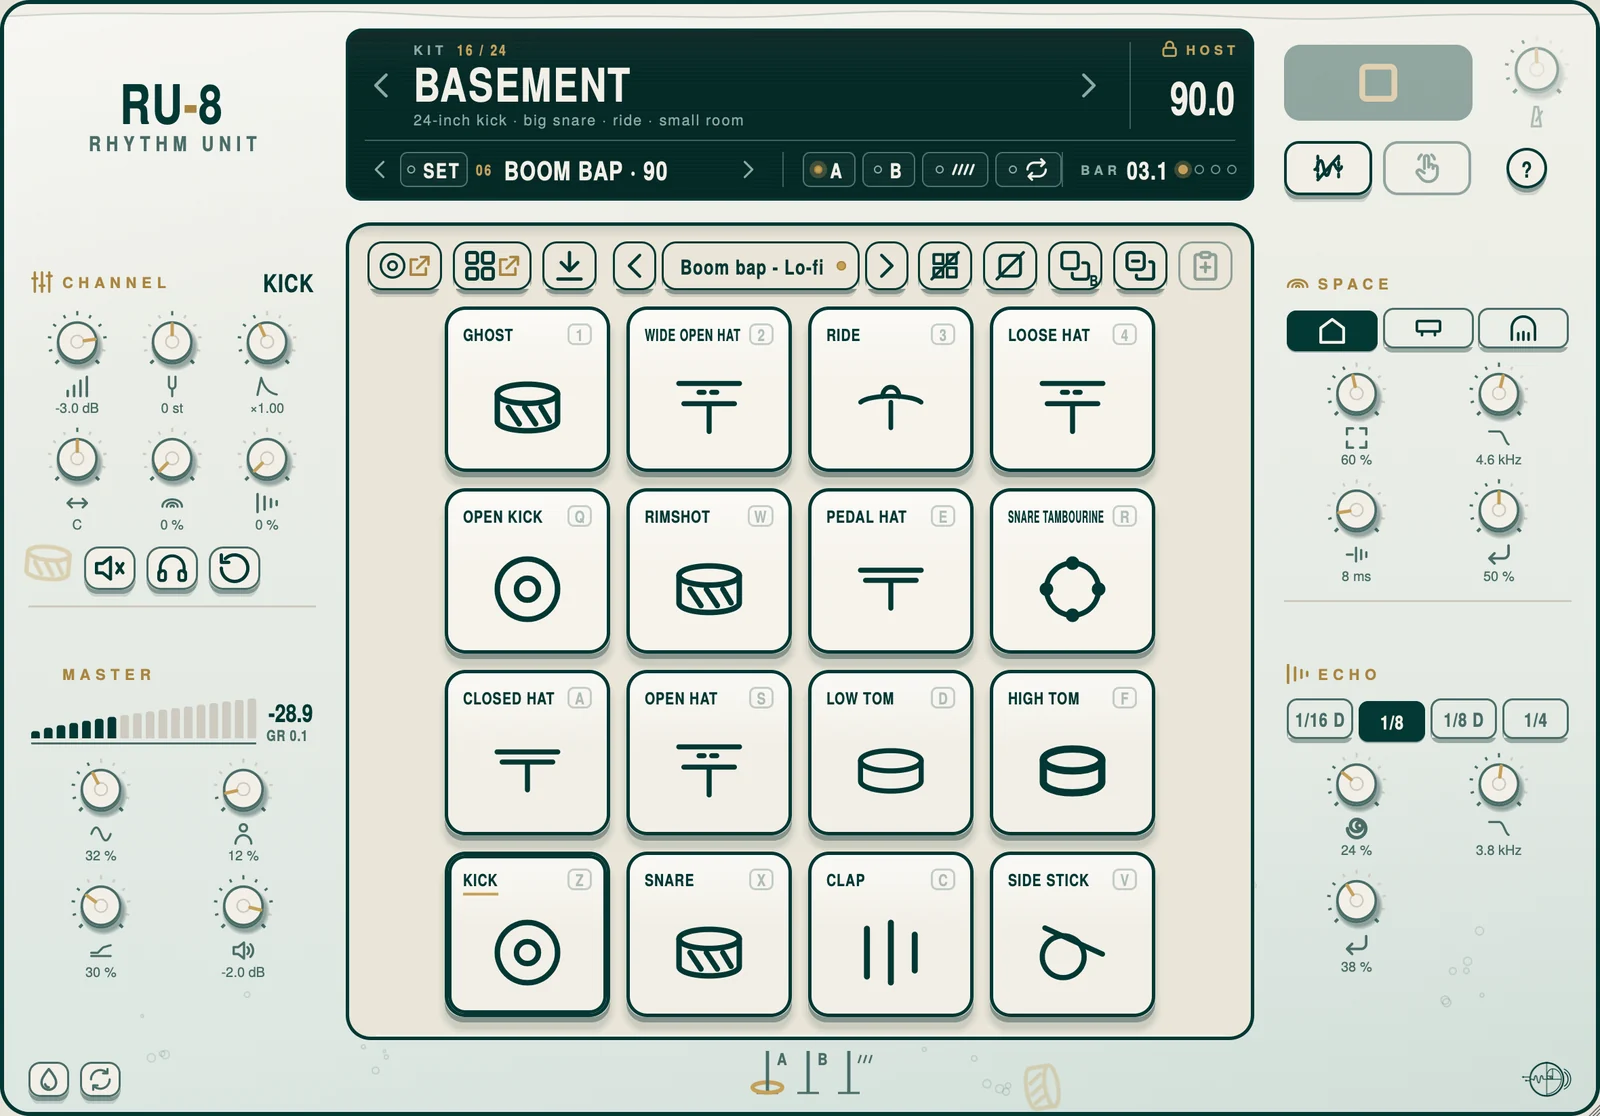 RU-8
RHYTHM UNIT
KIT 16 / 24
BASEMENT
24-inch kick · big snare · ride · small room
HOST
90.0
SET 06 BOOM BAP · 90
A B //// BAR 03.1
?
CHANNEL KICK
-3.0 dB 0 st ×1.00
C 0 % 0 %
MASTER
-28.9
GR 0.1
32 % 12 %
30 % -2.0 dB
Boom bap - Lo-fi
B
GHOST 1
WIDE OPEN HAT 2
RIDE 3
LOOSE HAT 4
OPEN KICK Q
RIMSHOT W
PEDAL HAT E
SNARE TAMBOURINE R
CLOSED HAT A
OPEN HAT S
LOW TOM D
HIGH TOM F
KICK Z
SNARE X
CLAP C
SIDE STICK V
A B ///
SPACE
60 % 4.6 kHz
8 ms 50 %
ECHO
1/16 D 1/8 1/8 D 1/4
24 % 3.8 kHz
38 %